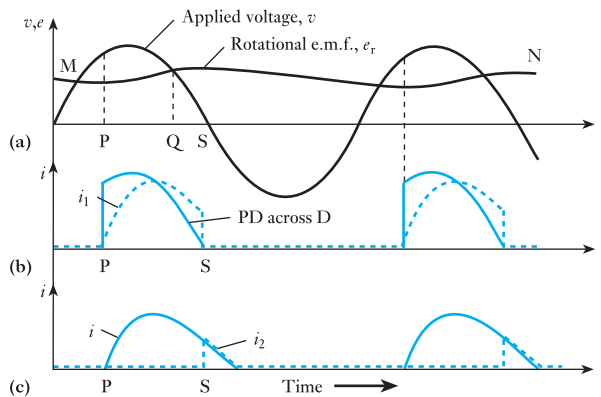 v,e
Applied voltage, v
Rotational e.m.f., er
M
N
(a)
P
Q
S
i
i1
PD across D
(b)
P
S
i
i
i2
(c)
P
S
Time